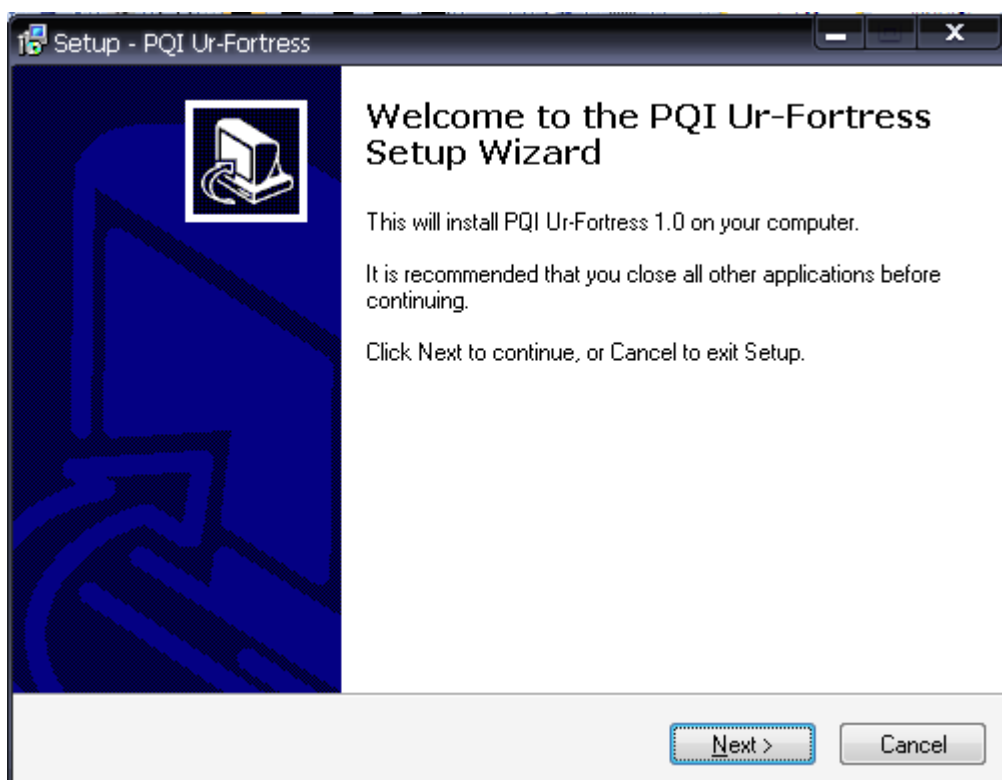 Setup - PQI Ur-Fortress
Welcome to the PQI Ur-Fortress
Setup Wizard
This will install PQI Ur-Fortress 1.0 on your computer.
It is recommended that you close all other applications before
continuing.
Click Next to continue, or Cancel to exit Setup.
Next >
Cancel